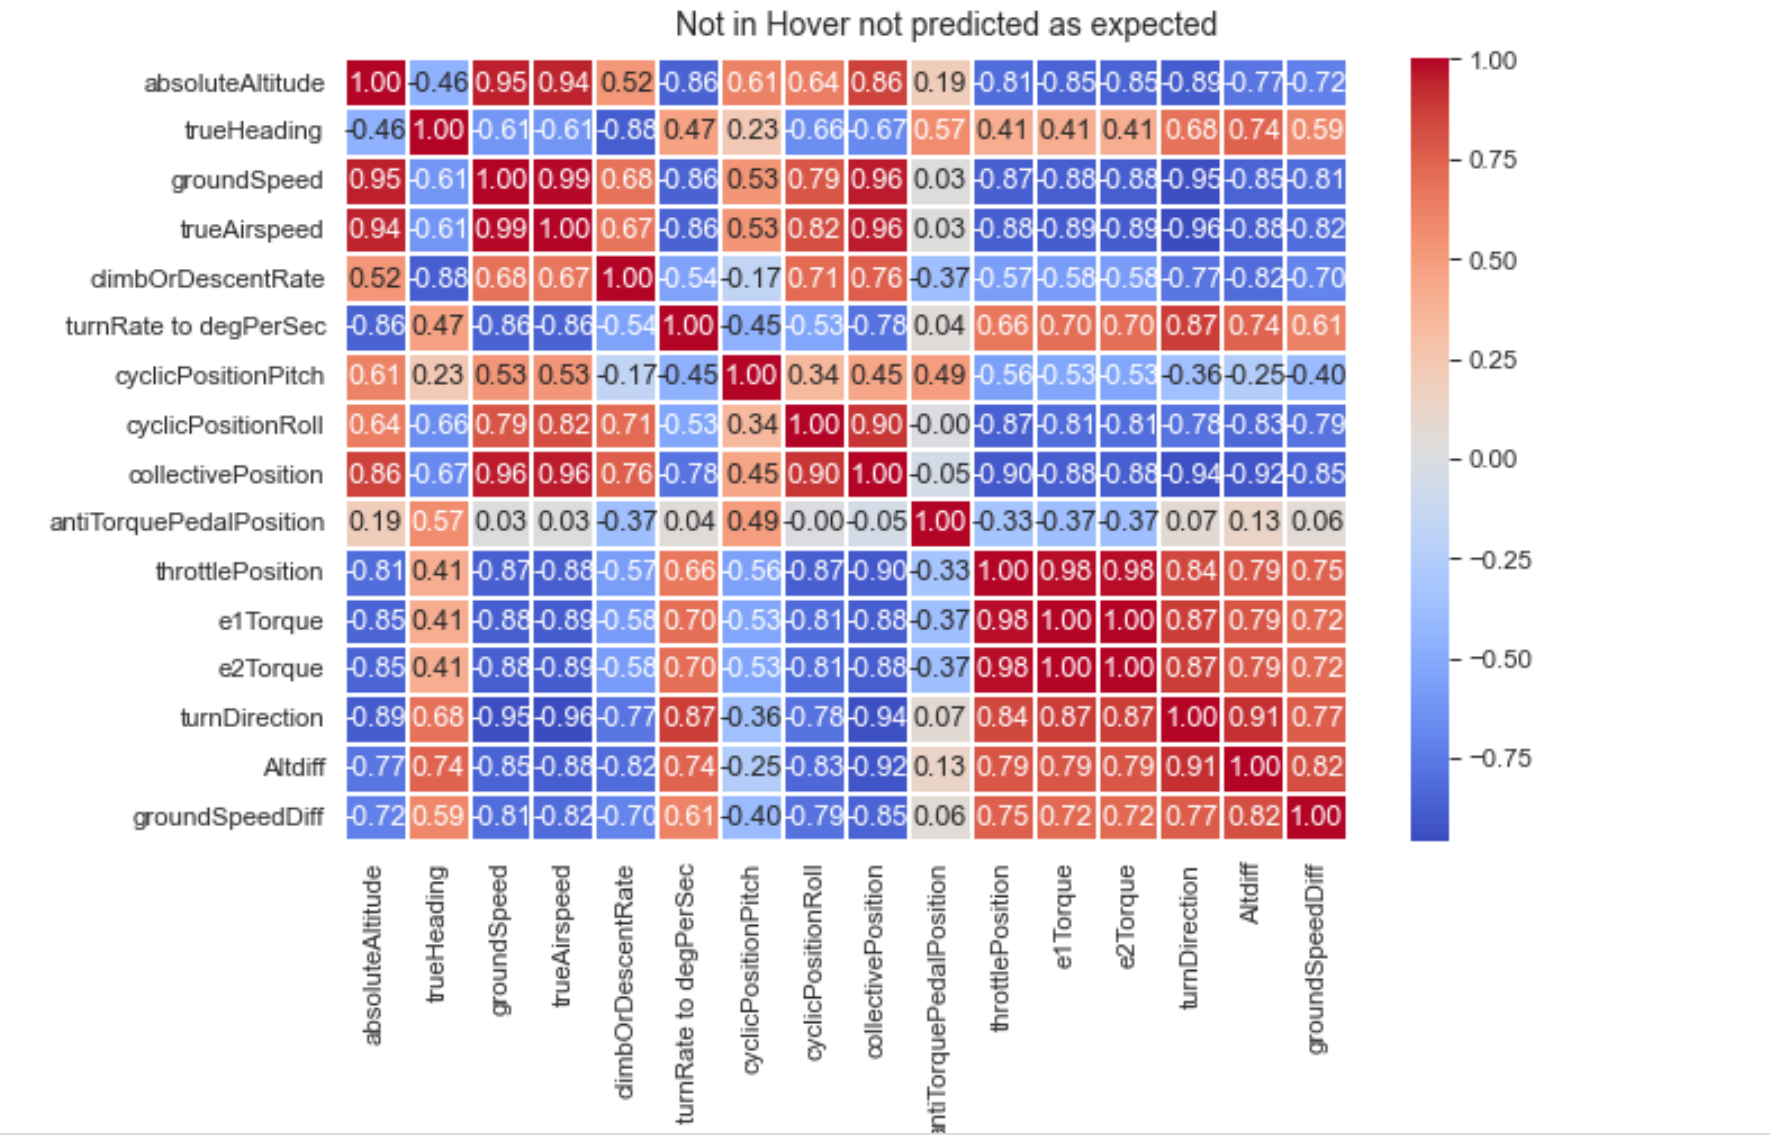 Not in Hover not predicted as expected
absoluteAltitude 1.00 -0.46 0.95 0.94 0.52 -0.86 0.61 0.64 0.86 0.19 -0.81 -0.85 -0.85 -0.89 -0.77 -0.72
trueHeading -0.46 1.00 -0.61 -0.61 -0.88 0.47 0.23 -0.66 -0.67 0.57 0.41 0.41 0.41 0.68 0.74 0.59
groundSpeed 0.95 -0.61 1.00 0.99 0.68 -0.86 0.53 0.79 0.96 0.03 -0.87 -0.88 -0.88 -0.95 -0.85 -0.81
trueAirspeed 0.94 -0.61 0.99 1.00 0.67 -0.86 0.53 0.82 0.96 0.03 -0.88 -0.89 -0.89 -0.96 -0.88 -0.82
climbOrDescentRate 0.52 -0.88 0.68 0.67 1.00 -0.54 -0.17 0.71 0.76 -0.37 -0.57 -0.58 -0.58 -0.77 -0.82 -0.70
turnRate to degPerSec -0.86 0.47 -0.86 -0.86 -0.54 1.00 -0.45 -0.53 -0.78 0.04 0.66 0.70 0.70 0.87 0.74 0.61
cyclicPositionPitch 0.61 0.23 0.53 0.53 -0.17 -0.45 1.00 0.34 0.45 0.49 -0.56 -0.53 -0.53 -0.36 -0.25 -0.40
cyclicPositionRoll 0.64 -0.66 0.79 0.82 0.71 -0.53 0.34 1.00 0.90 -0.00 -0.87 -0.81 -0.81 -0.78 -0.83 -0.79
collectivePosition 0.86 -0.67 0.96 0.96 0.76 -0.78 0.45 0.90 1.00 -0.05 -0.90 -0.88 -0.88 -0.94 -0.92 -0.85
antiTorquePedalPosition 0.19 0.57 0.03 0.03 -0.37 0.04 0.49 -0.00 -0.05 1.00 -0.33 -0.37 -0.37 0.07 0.13 0.06
throttlePosition -0.81 0.41 -0.87 -0.88 -0.57 0.66 -0.56 -0.87 -0.90 -0.33 1.00 0.98 0.98 0.84 0.79 0.75
e1Torque -0.85 0.41 -0.88 -0.89 -0.58 0.70 -0.53 -0.81 -0.88 -0.37 0.98 1.00 1.00 0.87 0.79 0.72
e2Torque -0.85 0.41 -0.88 -0.89 -0.58 0.70 -0.53 -0.81 -0.88 -0.37 0.98 1.00 1.00 0.87 0.79 0.72
turnDirection -0.89 0.68 -0.95 -0.96 -0.77 0.87 -0.36 -0.78 -0.94 0.07 0.84 0.87 0.87 1.00 0.91 0.77
Altdiff -0.77 0.74 -0.85 -0.88 -0.82 0.74 -0.25 -0.83 -0.92 0.13 0.79 0.79 0.79 0.91 1.00 0.82
groundSpeedDiff -0.72 0.59 -0.81 -0.82 -0.70 0.61 -0.40 -0.79 -0.85 0.06 0.75 0.72 0.72 0.77 0.82 1.00
absoluteAltitude
trueHeading
groundSpeed
trueAirspeed
climbOrDescentRate
turnRate to degPerSec
cyclicPositionPitch
cyclicPositionRoll
collectivePosition
antiTorquePedalPosition
throttlePosition
e1Torque
e2Torque
turnDirection
Altdiff
groundSpeedDiff
1.00
0.75
0.50
0.25
0.00
−0.25
−0.50
−0.75